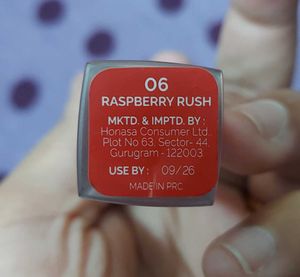 06
RASPBERRY RUSH
MKTD. & IMPTD. BY :
Honasa Consumer Ltd.
Plot No 63, Sector- 44,
Gurugram - 122003.
USE BY : 09/26
MADE IN PRC